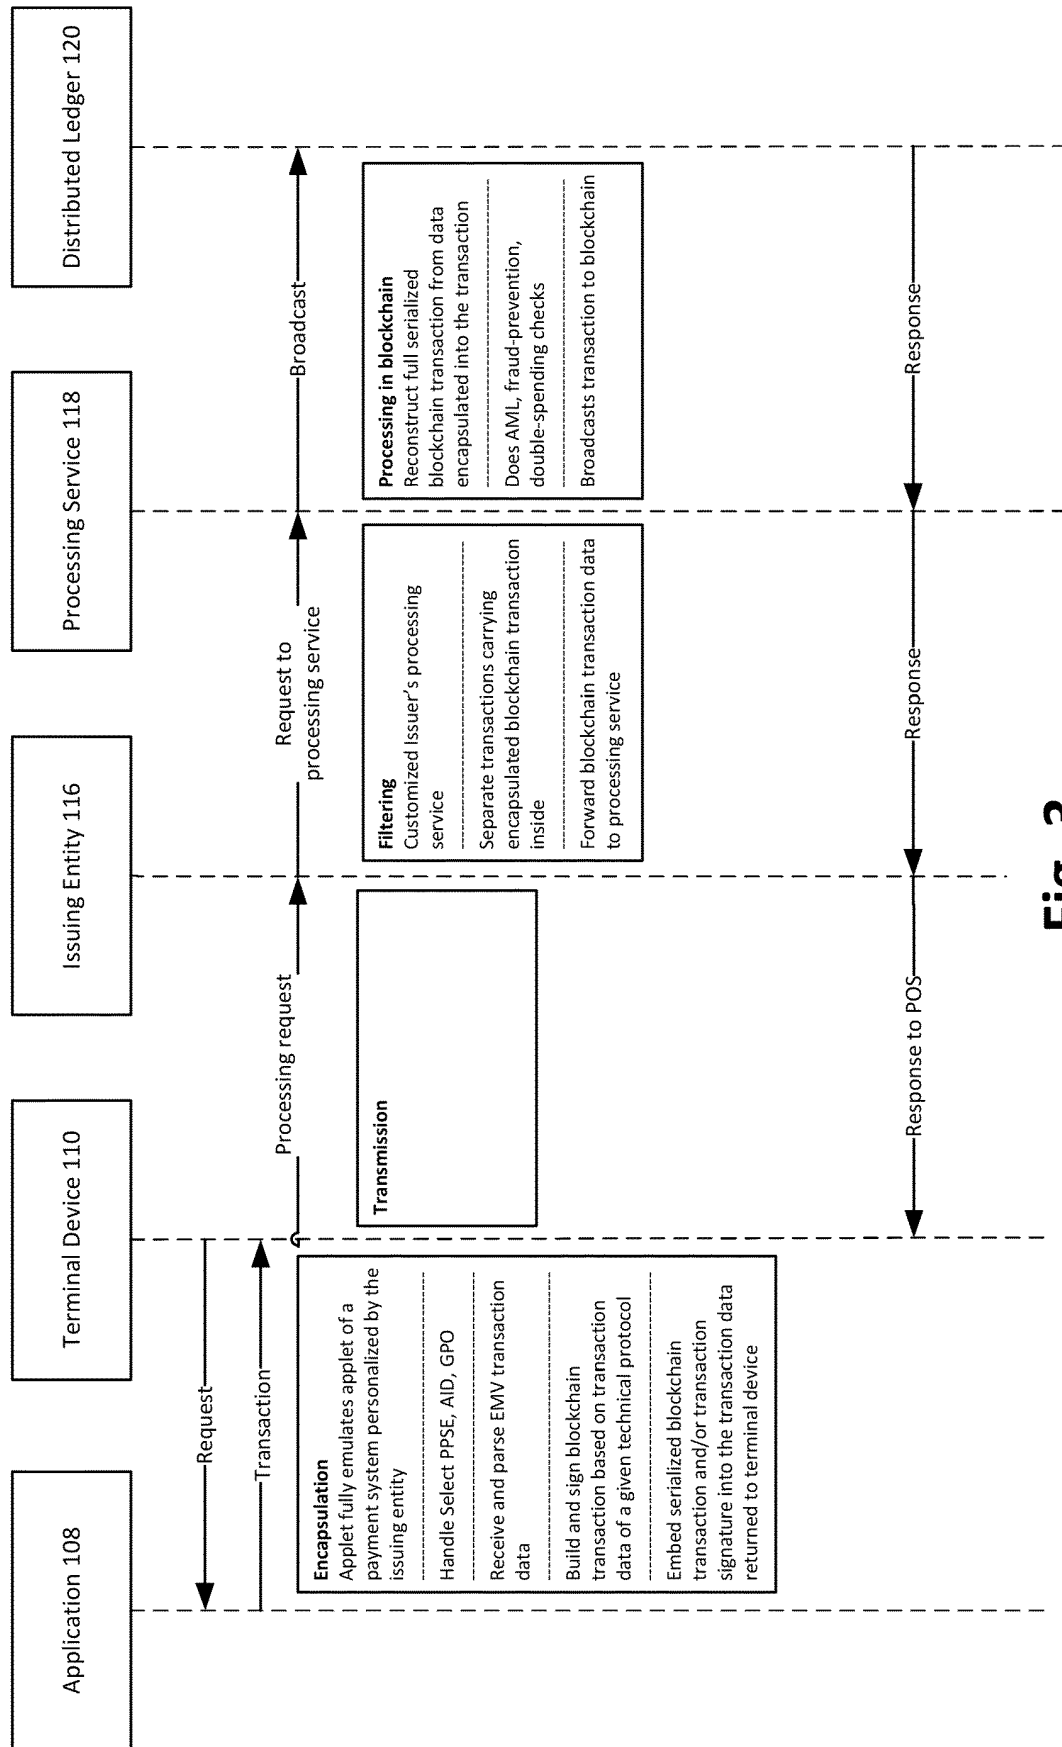 Application 108
Terminal Device 110
Issuing Entity 116
Processing Service 118
Distributed Ledger 120
Request
Transaction
Processing request
Request to
processing service
Broadcast
Encapsulation
Applet fully emulates applet of a
payment system personalized by the
issuing entity
Handle Select PPSE, AID, GPO
Receive and parse EMV transaction
data
Build and sign blockchain
transaction based on transaction
data of a given technical protocol
Embed serialized blockchain
transaction and/or transaction
signature into the transaction data
returned to terminal device
Transmission
Filtering
Customized Issuer's processing
service
Separate transactions carrying
encapsulated blockchain transaction
inside
Forward blockchain transaction data
to processing service
Processing in blockchain
Reconstruct full serialized
blockchain transaction from data
encapsulated into the transaction
Does AML, fraud-prevention,
double-spending checks
Broadcasts transaction to blockchain
Response to POS
Response
Response
Fig.